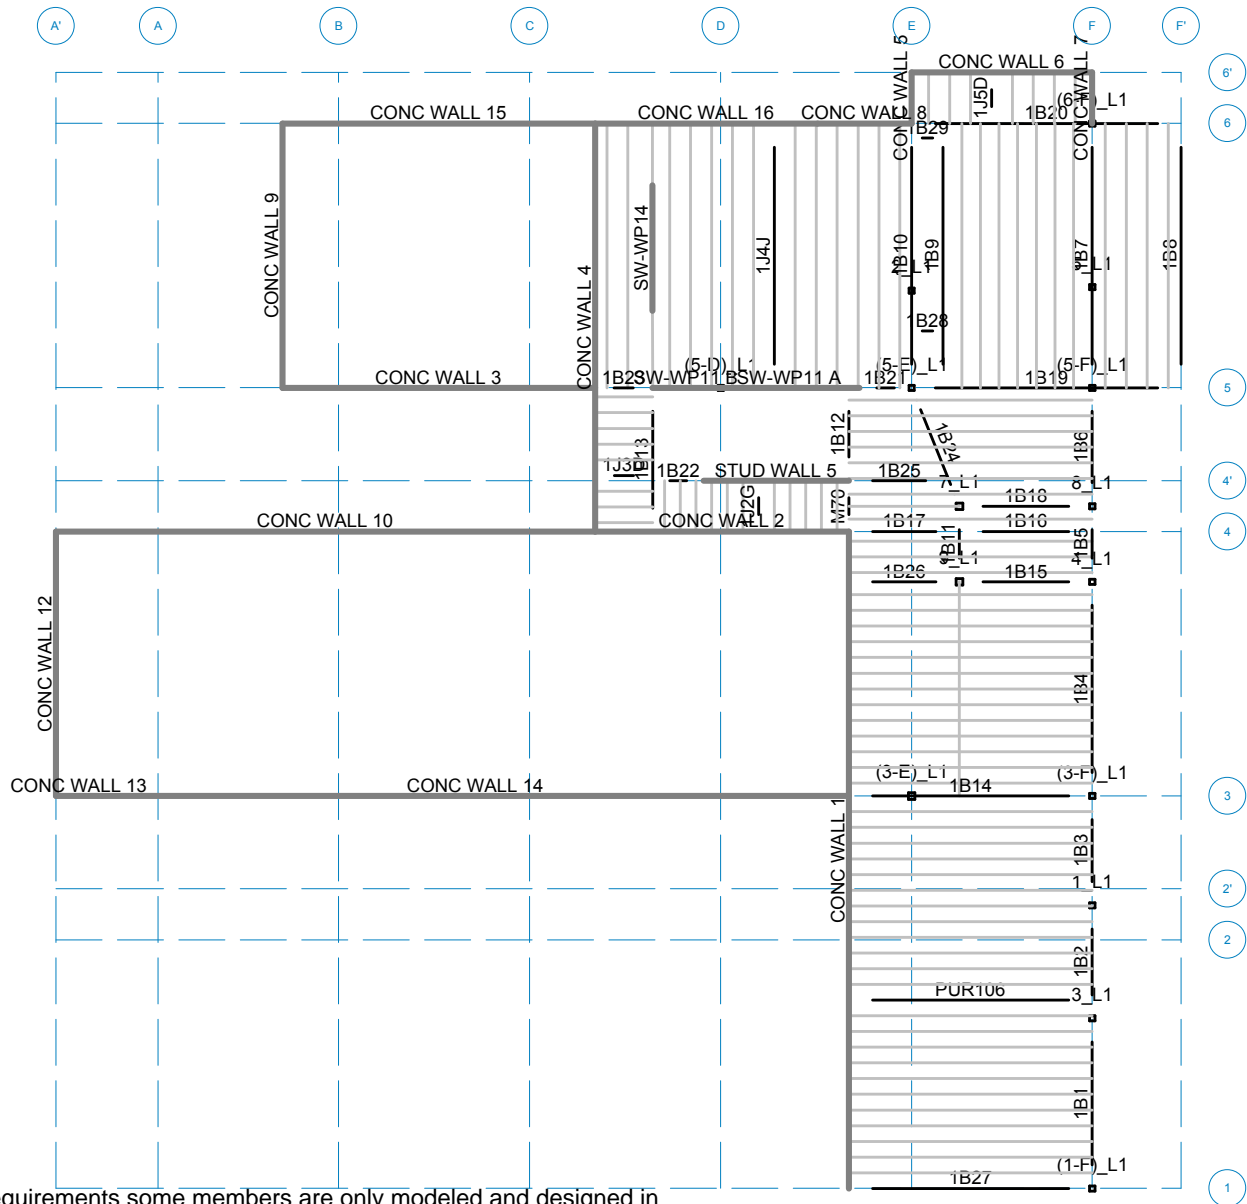 A'
A
B
C
D
E
F
F'
6'
6
5
4'
4
3
2'
2
1
CONC WALL 6
CONC WALL 5
CONC WALL 7
1J5D
(6-F)_L1
1B20
CONC WALL 15
CONC WALL 16
CONC WALL 8
1B29
CONC WALL 9
SW-WP14
1J4J
1B10
1B9
1B7
1B8
CONC WALL 4
1B28
CONC WALL 3
1B23
SW-WP11 B
(5-D)_L1
SW-WP11 A
1B21
(5-E)_L1
1B19
(5-F)_L1
1B13
1J3D
1B12
1B24
1B6
1B22
STUD WALL 5
1B25
8_L1
1B18
CONC WALL 10
CONC WALL 2
1B17
1B11
1B16
1B5
1B26
1B15
4_L1
CONC WALL 12
1B4
CONC WALL 13
CONC WALL 14
(3-E)_L1
1B14
(3-F)_L1
CONC WALL 1
1B3
1_L1
1B2
PUR106
3_L1
1B1
(1-F)_L1
1B27
equirements some members are only modeled and designed in